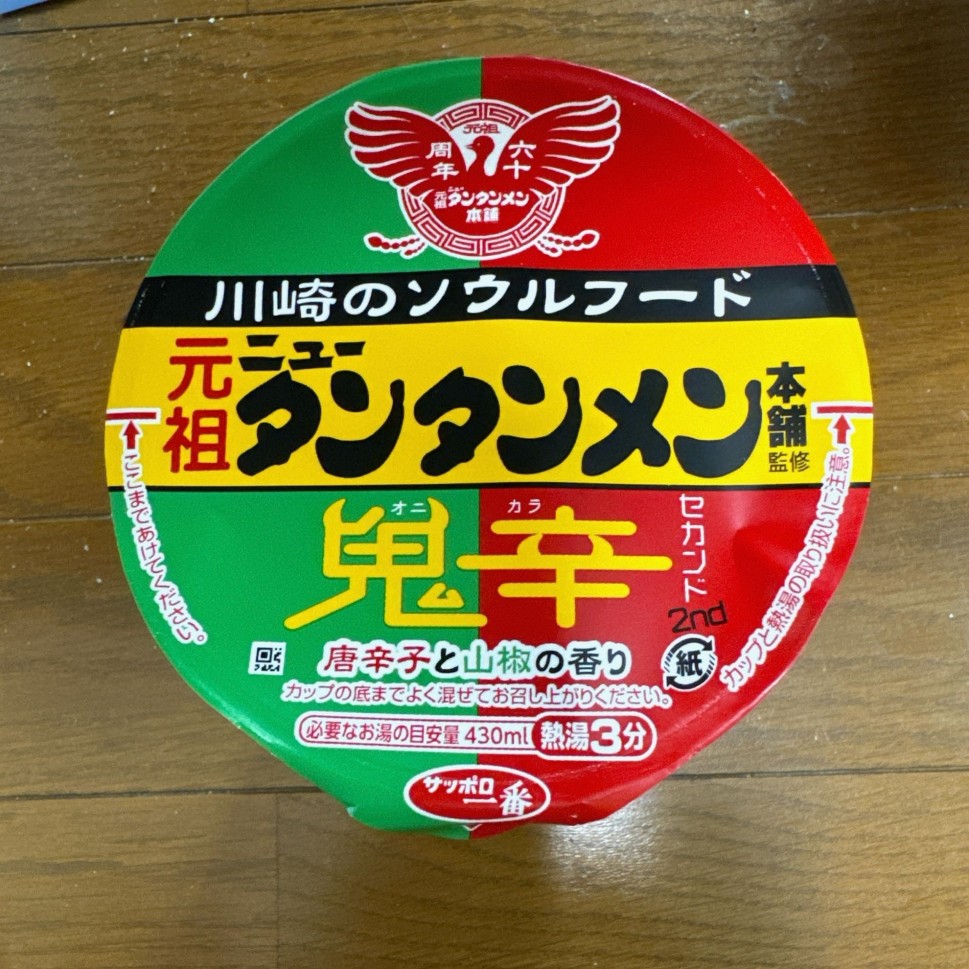 元祖
六十
周年
元祖ニュータンタンメン
本舗
川崎のソウルフード
元祖ニュータンタンメン本舗
監修
ここまであけてください。
カップと熱湯の取り扱いに注意。
オニ カラ
鬼辛
セカンド
2nd
紙
唐辛子と山椒の香り
カップの底までよく混ぜてお召し上がりください。
必要なお湯の目安量 430ml 熱湯3分
サッポロ一番